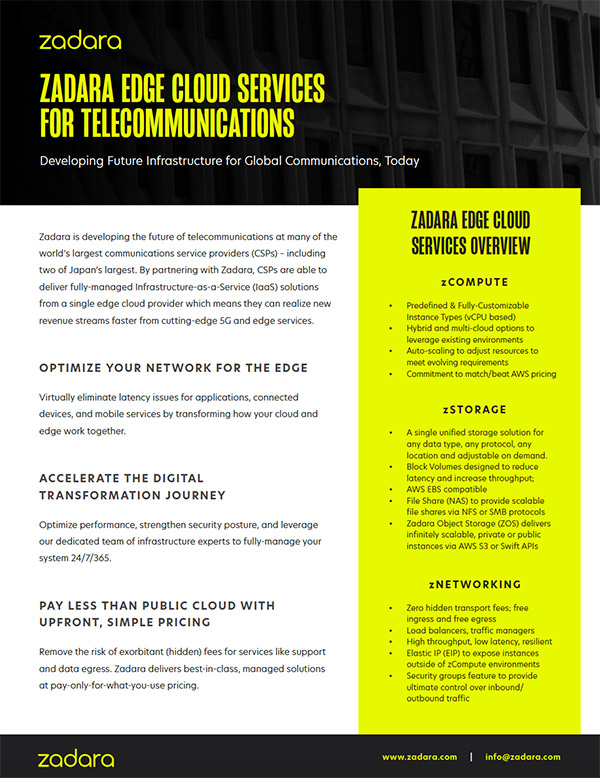 zadara
ZADARA EDGE CLOUD SERVICES
FOR TELECOMMUNICATIONS
Developing Future Infrastructure for Global Communications, Today
Zadara is developing the future of telecommunications at many of the
world's largest communications service providers (CSPs) – including
two of Japan's largest. By partnering with Zadara, CSPs are able to
deliver fully-managed Infrastructure-as-a-Service (IaaS) solutions
from a single edge cloud provider which means they can realize new
revenue streams faster from cutting-edge 5G and edge services.
OPTIMIZE YOUR NETWORK FOR THE EDGE
Virtually eliminate latency issues for applications, connected
devices, and mobile services by transforming how your cloud and
edge work together.
ACCELERATE THE DIGITAL
TRANSFORMATION JOURNEY
Optimize performance, strengthen security posture, and leverage
our dedicated team of infrastructure experts to fully-manage your
system 24/7/365.
PAY LESS THAN PUBLIC CLOUD WITH
UPFRONT, SIMPLE PRICING
Remove the risk of exorbitant (hidden) fees for services like support
and data egress. Zadara delivers best-in-class, managed solutions
at pay-only-for-what-you-use pricing.
ZADARA EDGE CLOUD
SERVICES OVERVIEW
zCOMPUTE
• Predefined & Fully-Customizable
Instance Types (vCPU based)
• Hybrid and multi-cloud options to
leverage existing environments
• Auto-scaling to adjust resources to
meet evolving requirements
• Commitment to match/beat AWS pricing
zSTORAGE
• A single unified storage solution for
any data type, any protocol, any
location and adjustable on demand.
• Block Volumes designed to reduce
latency and increase throughput;
• AWS EBS compatible
• File Share (NAS) to provide scalable
file shares via NFS or SMB protocols
• Zadara Object Storage (ZOS) delivers
infinitely scalable, private or public
instances via AWS S3 or Swift APIs
zNETWORKING
• Zero hidden transport fees; free
ingress and free egress
• Load balancers, traffic managers
• High throughput, low latency, resilient
• Elastic IP (EIP) to expose instances
outside of zCompute environments
• Security groups feature to provide
ultimate control over inbound/
outbound traffic
zadara
www.zadara.com | info@zadara.com